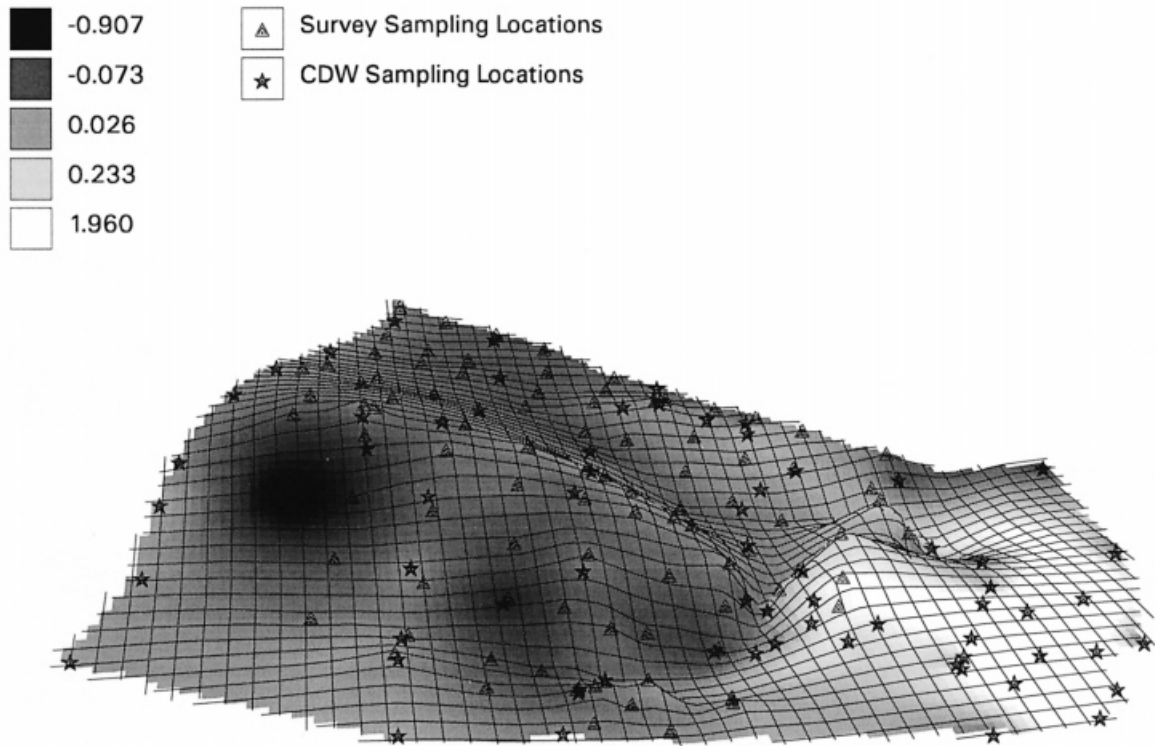 -0.907
-0.073
0.026
0.233
1.960
Survey Sampling Locations
CDW Sampling Locations